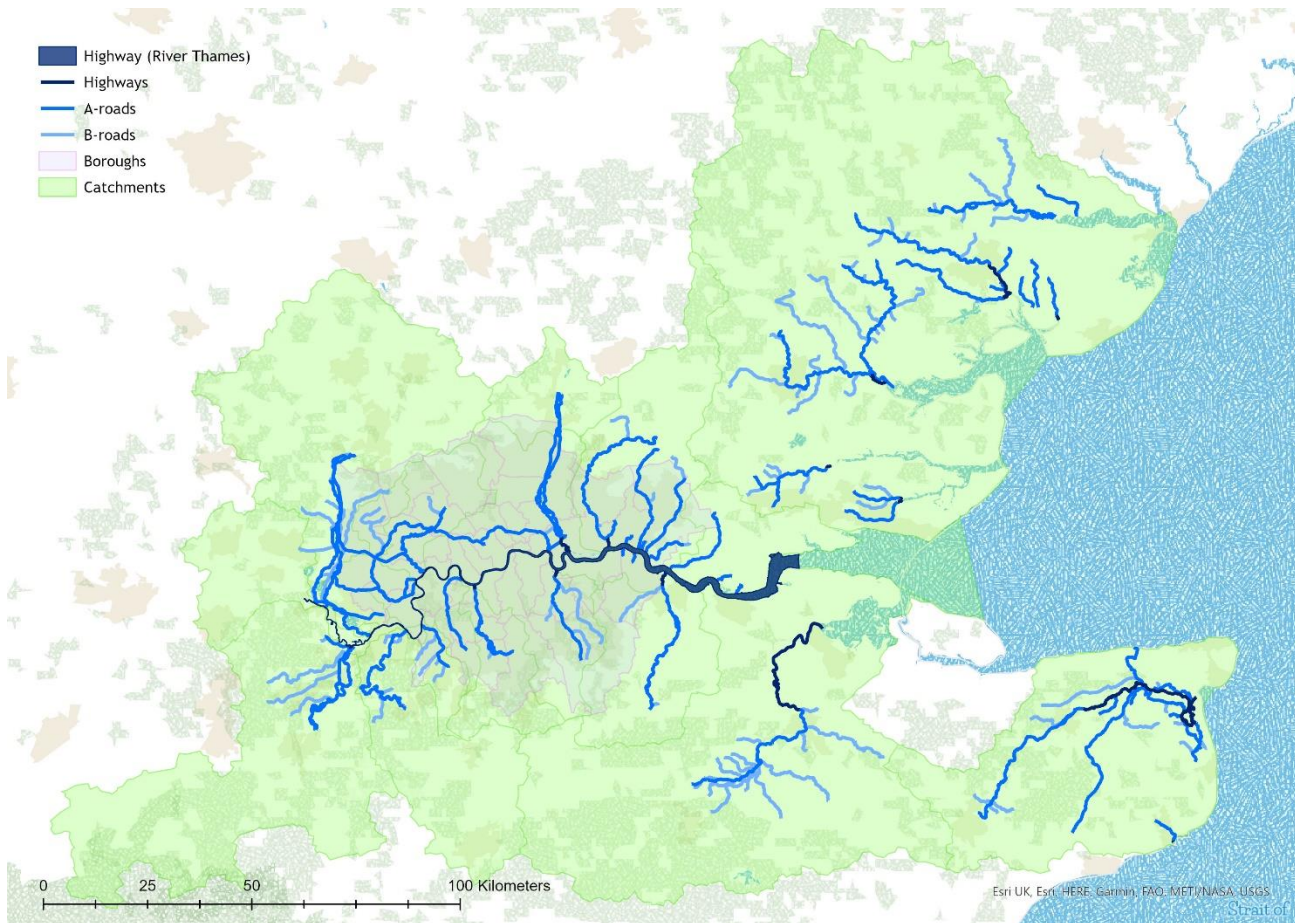 Highway (River Thames)
Highways
A-roads
B-roads
Boroughs
Catchments
0 25 50 100 Kilometers
Esri UK, Esri, HERE, Garmin, FAO, METI/NASA, USGS
Strait of